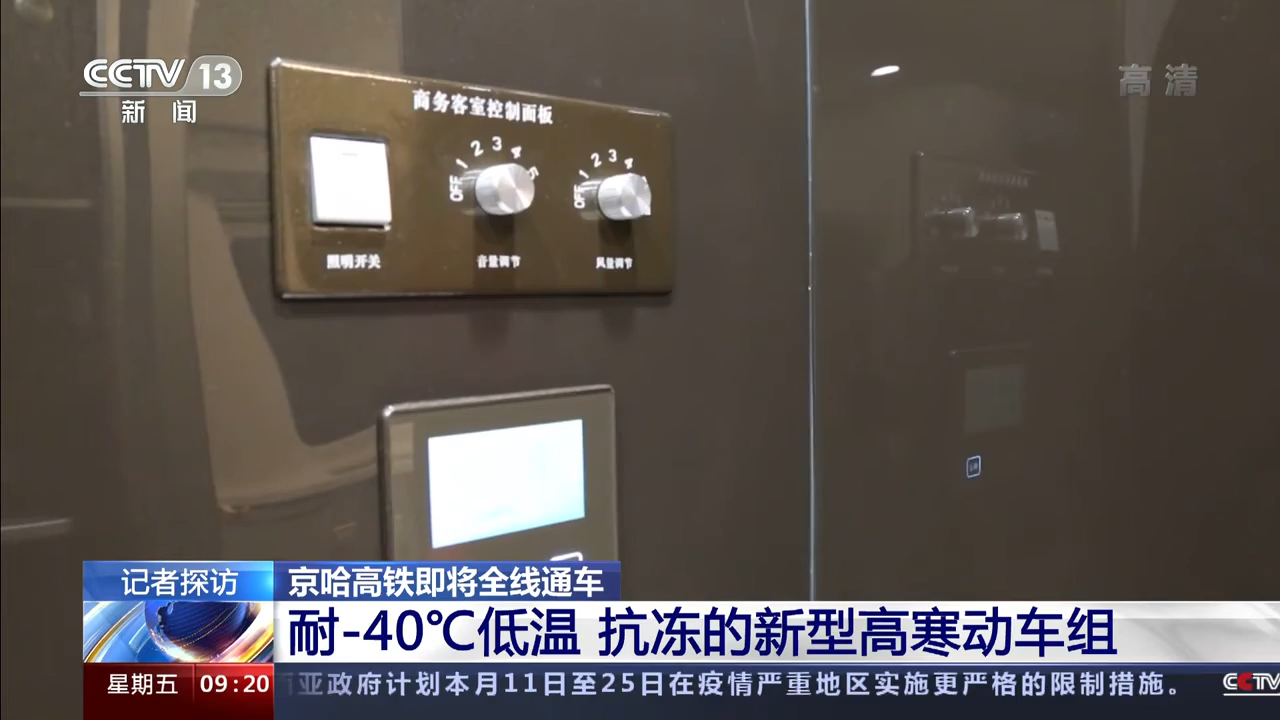 CCTV 13
新闻
高清
商务客室控制面板
OFF 1 2 3 4 5
OFF 1 2 3 4
照明开关
音量调节
风量调节
记者探访
京哈高铁即将全线通车
耐-40℃低温 抗冻的新型高寒动车组
星期五 09:20
亚政府计划本月11日至25日在疫情严重地区实施更严格的限制措施。
CCTV